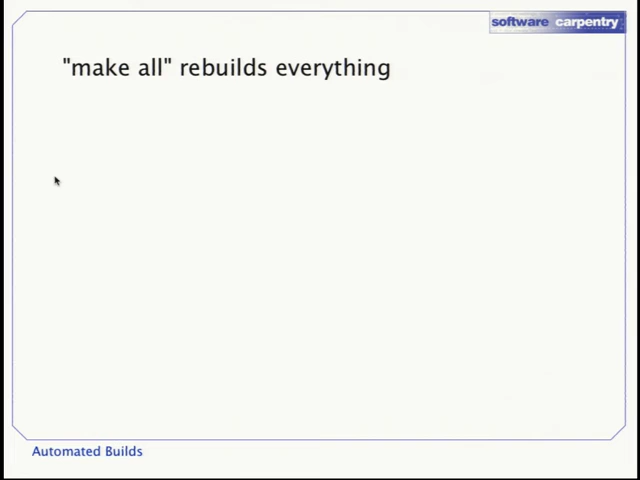 software carpentry
"make all" rebuilds everything
Automated Builds